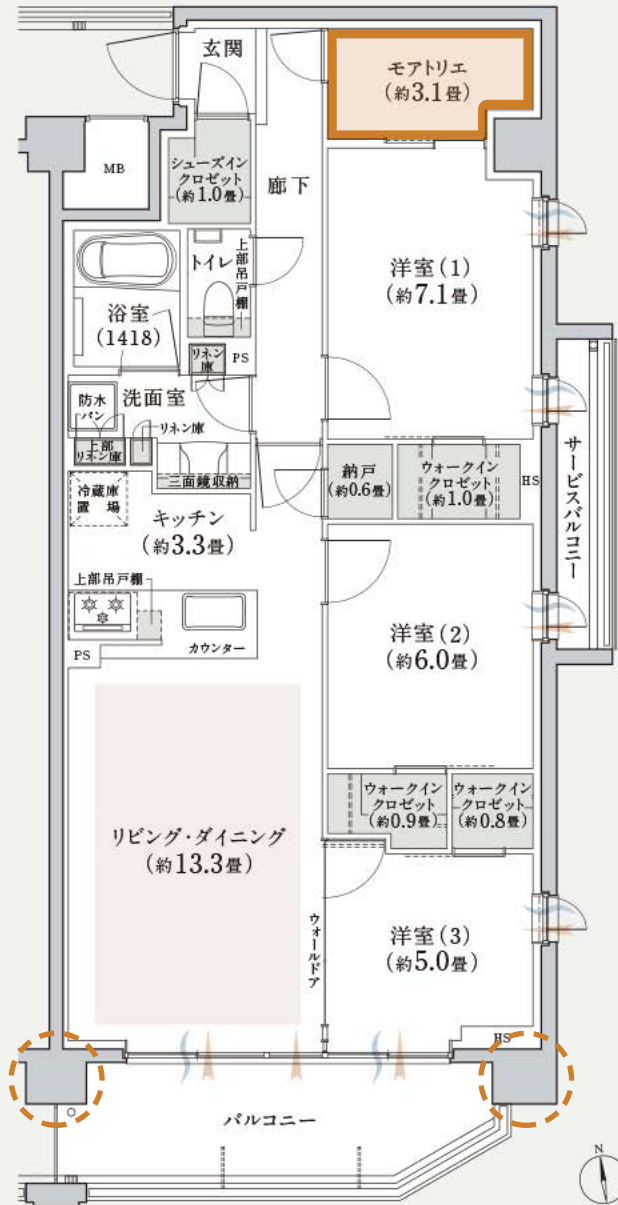 玄関
モアトリエ
(約3.1畳)
MB
シューズイン
クロゼット
(約1.0畳)
廊下
トイレ
上部吊戸棚
洋室(1)
(約7.1畳)
浴室
(1418)
リネン
庫
PS
防水
パン
洗面室
リネン庫
上部
リネン庫
三面鏡収納
納戸
(約0.6畳)
ウォークイン
クロゼット
(約1.0畳)
HS
サービスバルコニー
冷蔵庫
置場
キッチン
(約3.3畳)
上部吊戸棚
カウンター
PS
洋室(2)
(約6.0畳)
ウォークイン
クロゼット
(約0.9畳)
ウォークイン
クロゼット
(約0.8畳)
リビング・ダイニング
(約13.3畳)
ウォールドア
洋室(3)
(約5.0畳)
HS
バルコニー
N